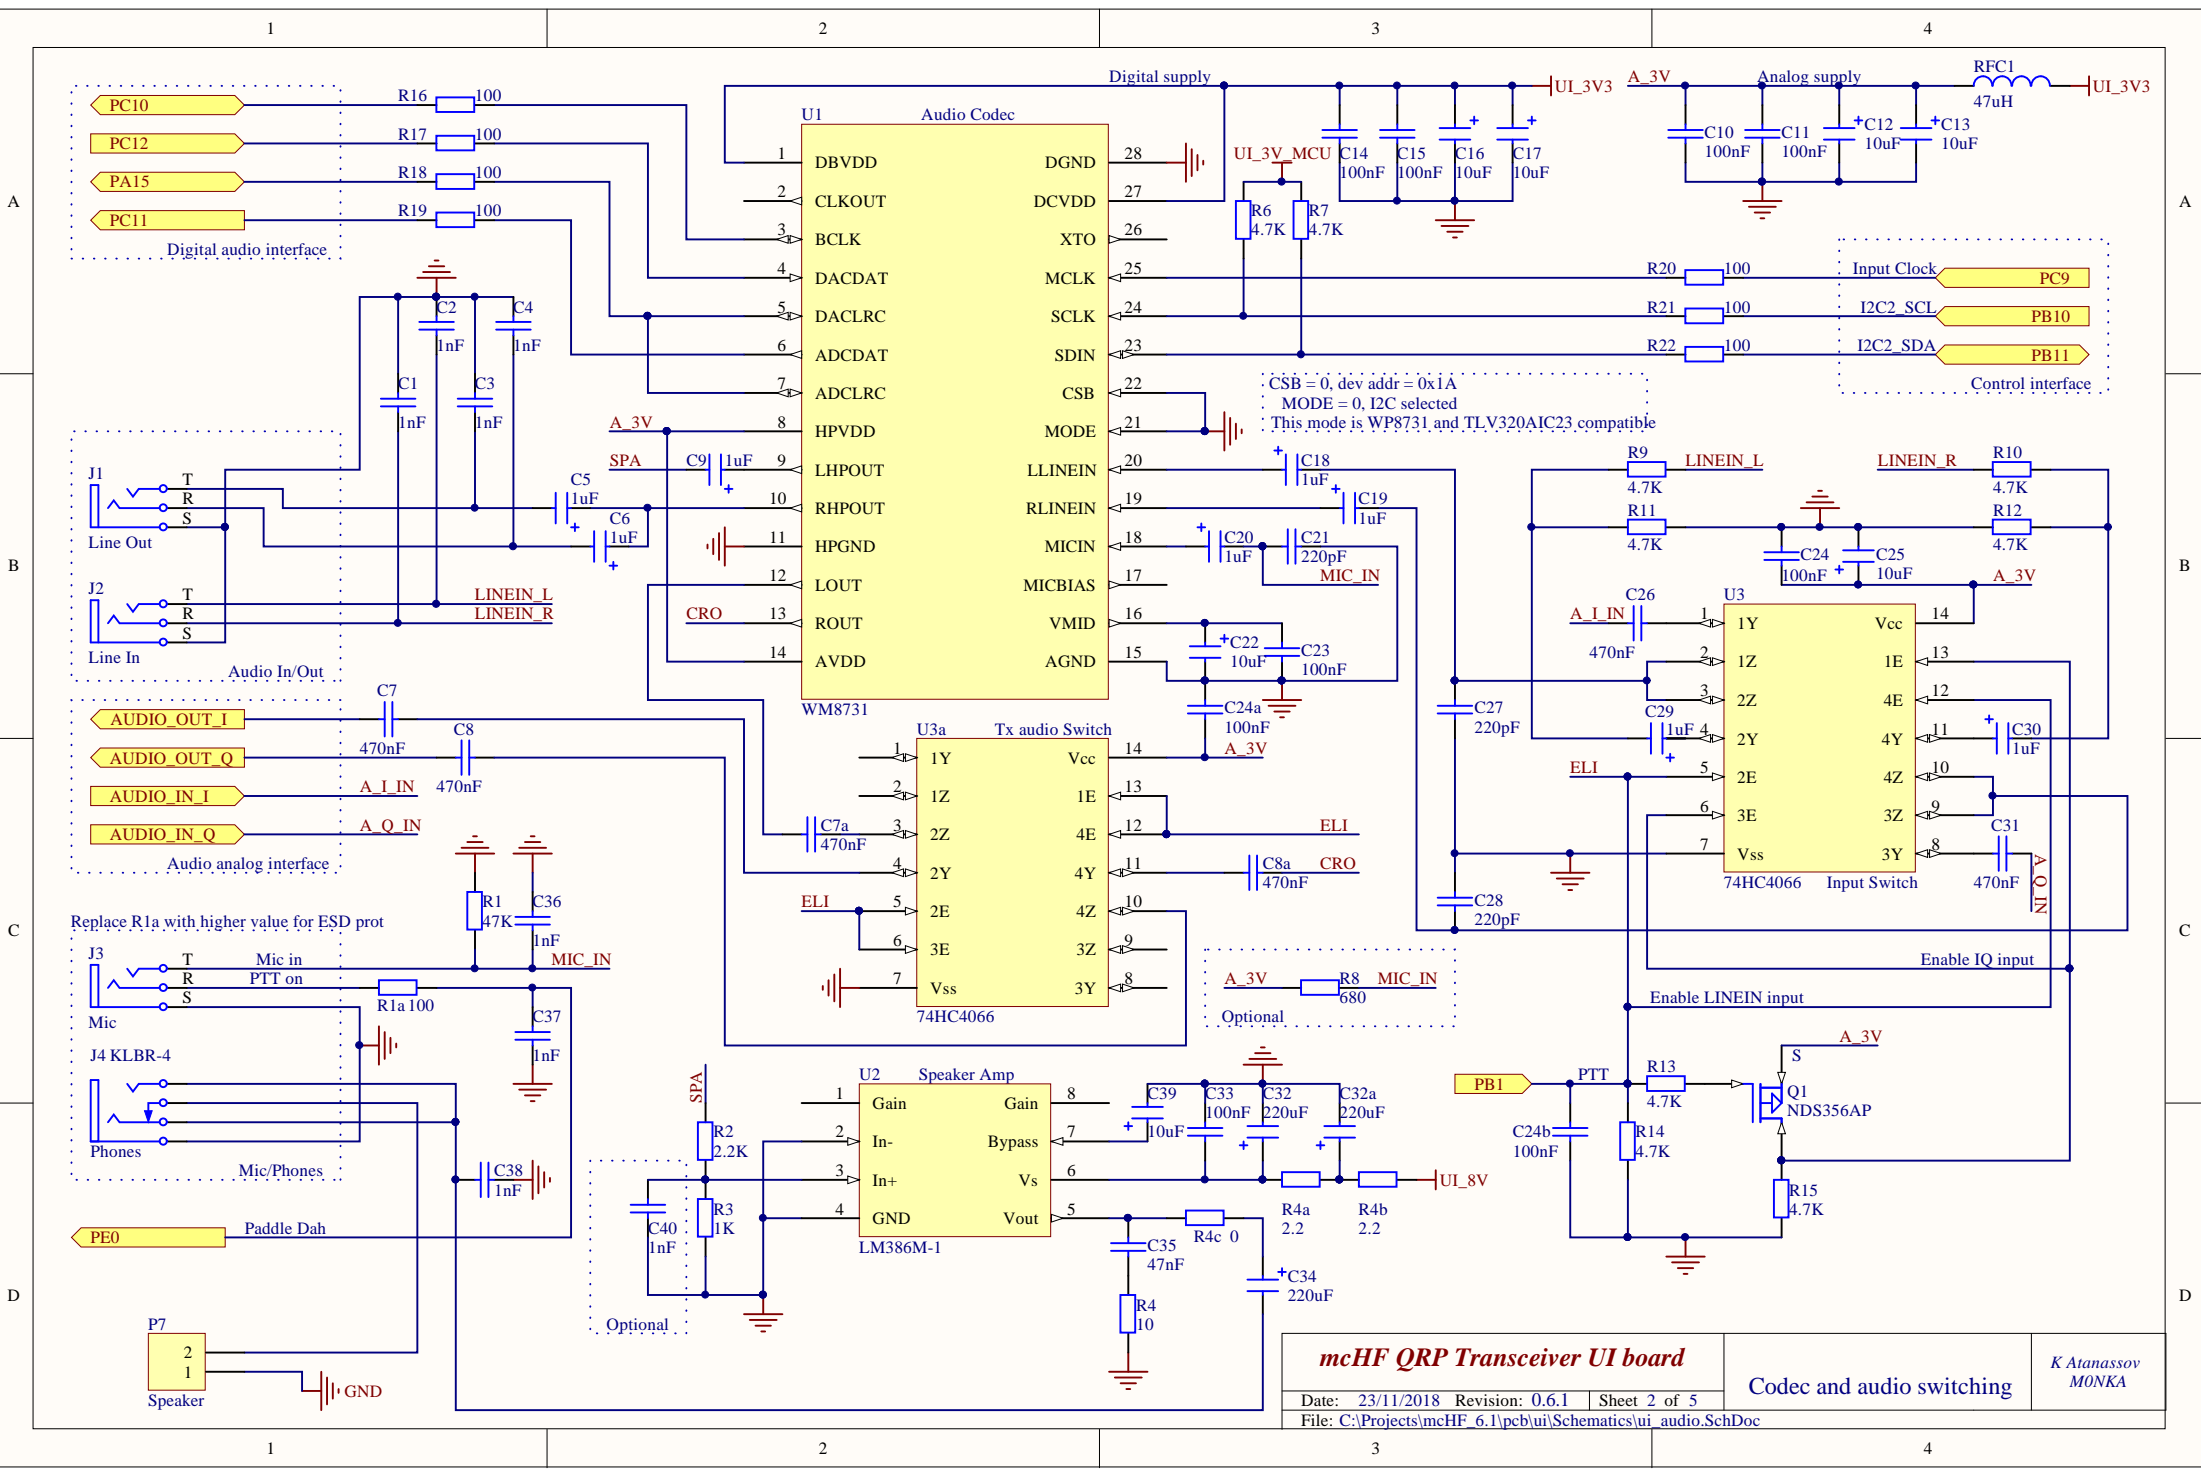 1 2 3 4
A
B
C
D
A
B
C
D
1 2 3 4
PC10
PC12
PA15
PC11
Digital audio interface
R16 100
R17 100
R18 100
R19 100
C2 1nF
C4 1nF
C1 1nF
C3 1nF
J1
T
R
S
Line Out
J2
T
R
S
Line In
Audio In/Out
LINEIN_L
LINEIN_R
C5
1uF
+
C6
1uF
+
A_3V
SPA
C9 1uF
+
CRO
U1 Audio Codec
1 DBVDD
2 CLKOUT
3 BCLK
4 DACDAT
5 DACLRC
6 ADCDAT
7 ADCLRC
8 HPVDD
9 LHPOUT
10 RHPOUT
11 HPGND
12 LOUT
13 ROUT
14 AVDD
DGND 28
DCVDD 27
XTO 26
MCLK 25
SCLK 24
SDIN 23
CSB 22
MODE 21
LLINEIN 20
RLINEIN 19
MICIN 18
MICBIAS 17
VMID 16
AGND 15
WM8731
Digital supply
UI_3V3
UI_3V_MCU
R6
4.7K
R7
4.7K
C14
100nF
C15
100nF
+
C16
10uF
+
C17
10uF
A_3V
Analog supply
RFC1
47uH
UI_3V3
C10
100nF
C11
100nF
+C12
10uF
+C13
10uF
R20 100
R21 100
R22 100
Input Clock
I2C2_SCL
I2C2_SDA
PC9
PB10
PB11
Control interface
CSB = 0, dev addr = 0x1A
MODE = 0, I2C selected
This mode is WP8731 and TLV320AIC23 compatible
+
C18
1uF
+
C19
1uF
+
C20
1uF
C21
220pF
MIC_IN
+C22
10uF
C23
100nF
C24a
100nF
A_3V
R9
4.7K
LINEIN_L
LINEIN_R
R10
4.7K
R11
4.7K
R12
4.7K
C24
100nF
C25
+ 10uF
A_3V
C26
A_I_IN
470nF
U3
1 1Y
2 1Z
3 2Z
4 2Y
5 2E
6 3E
7 Vss
Vcc 14
1E 13
4E 12
4Y 11
4Z 10
3Z 9
3Y 8
74HC4066 Input Switch
C27
220pF
C28
220pF
C29
1uF
+
+
C30
1uF
ELI
C31
470nF
A_Q_IN
Enable IQ input
Enable LINEIN input
AUDIO_OUT_I
AUDIO_OUT_Q
AUDIO_IN_I
AUDIO_IN_Q
Audio analog interface
C7
470nF
C8
470nF
A_I_IN
A_Q_IN
U3a Tx audio Switch
1 1Y
2 1Z
3 2Z
4 2Y
5 2E
6 3E
7 Vss
Vcc 14
1E 13
4E 12
4Y 11
4Z 10
3Z 9
3Y 8
74HC4066
C7a
470nF
ELI
ELI
C8a
470nF
CRO
R1
47K
C36
1nF
Replace R1a with higher value for ESD prot
J3
T
R
S
Mic
Mic in
PTT on
MIC_IN
R1a 100
C37
1nF
J4 KLBR-4
Phones
Mic/Phones
C38
1nF
PE0
Paddle Dah
P7
2
1
Speaker
GND
A_3V
R8
680
MIC_IN
Optional
SPA
R2
2.2K
R3
1K
C40
1nF
Optional
U2 Speaker Amp
1 Gain
2 In-
3 In+
4 GND
Gain 8
Bypass 7
Vs 6
Vout 5
LM386M-1
C39
+
10uF
C33
100nF
C32
220uF
+
C32a
220uF
+
R4a
2.2
R4b
2.2
UI_8V
R4c 0
C35
47nF
R4
10
+C34
220uF
PB1
PTT
R13
4.7K
C24b
100nF
R14
4.7K
A_3V
S
Q1
NDS356AP
R15
4.7K
mcHF QRP Transceiver UI board
Date: 23/11/2018 Revision: 0.6.1 Sheet 2 of 5
File: C:\Projects\mcHF_6.1\pcb\ui\Schematics\ui_audio.SchDoc
Codec and audio switching
K Atanassov
M0NKA